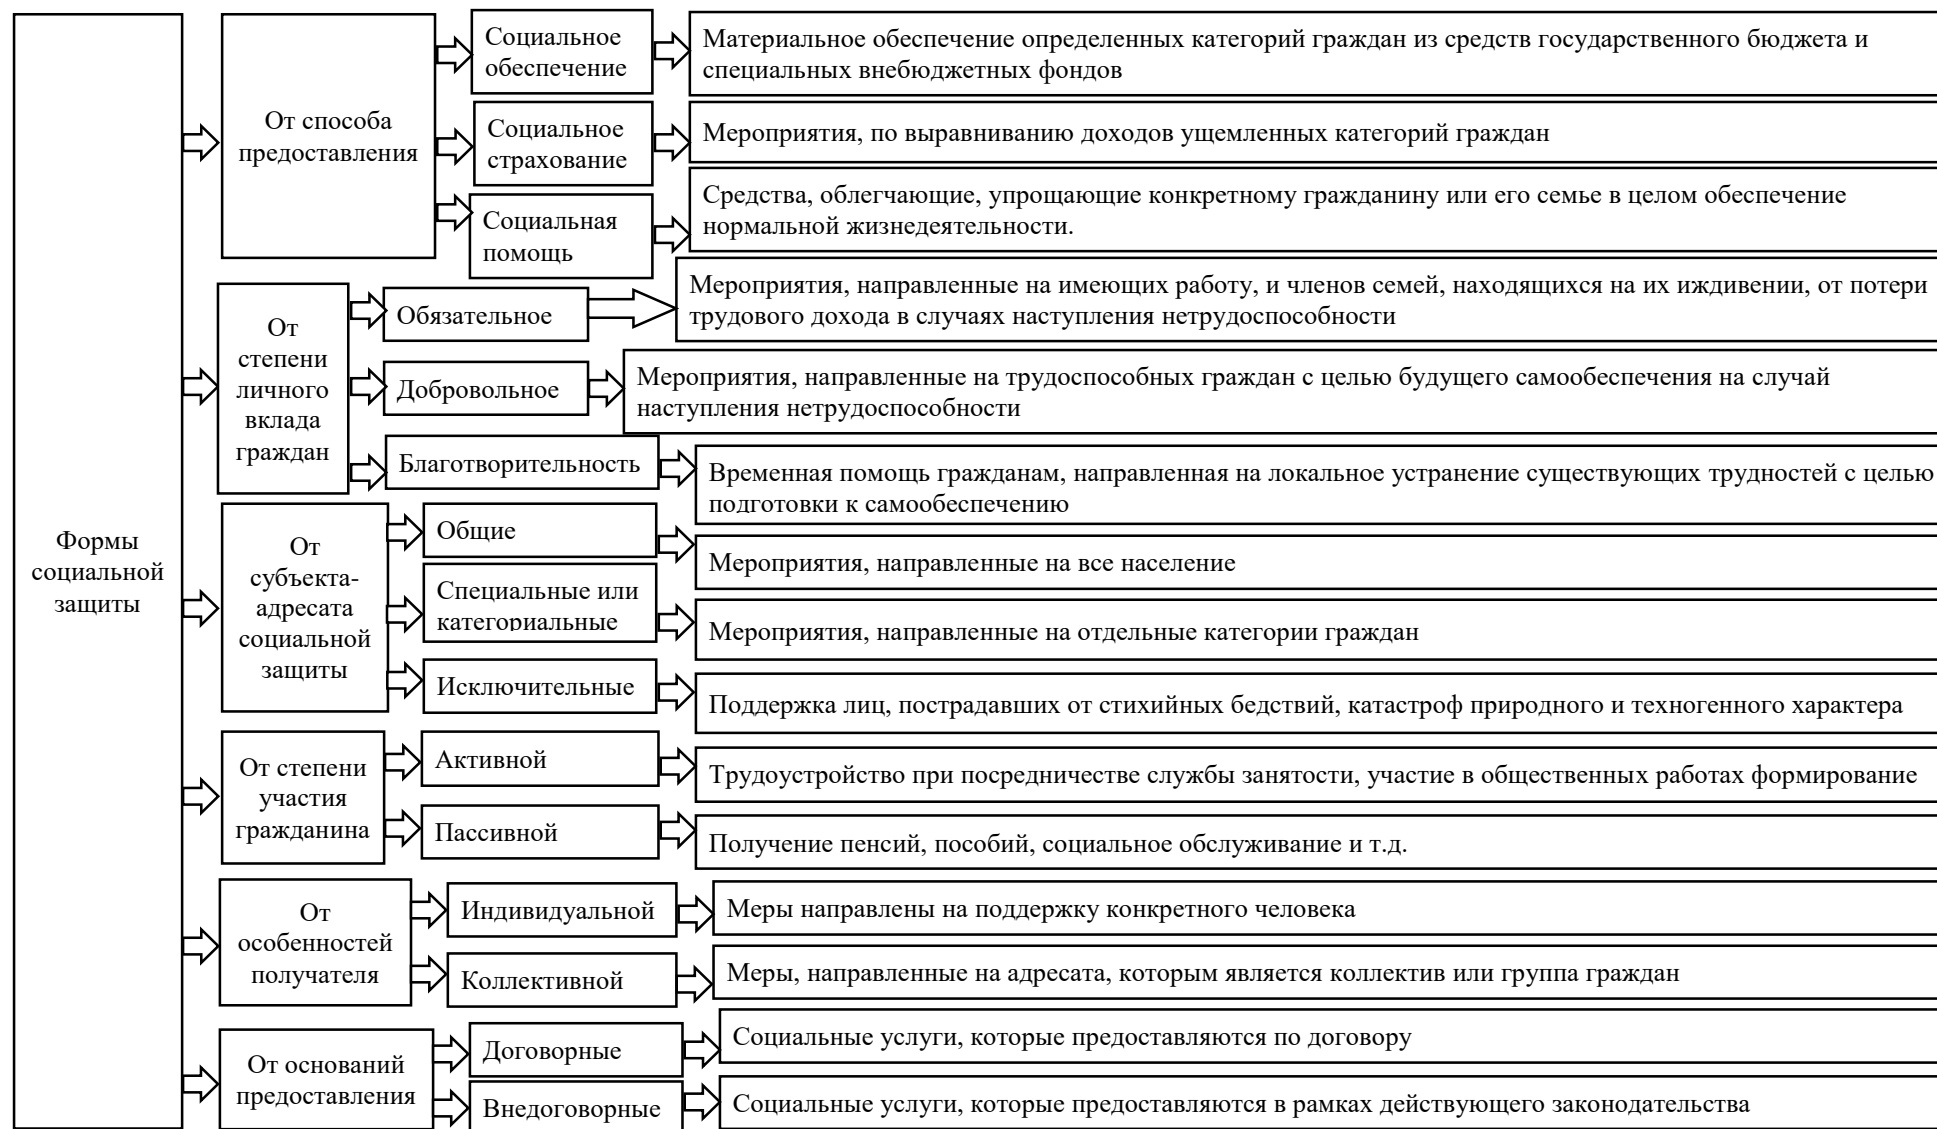 Формы
социальной
защиты
От способа
предоставления
Социальное
обеспечение
Материальное обеспечение определенных категорий граждан из средств государственного бюджета и
специальных внебюджетных фондов
Социальное
страхование
Мероприятия, по выравниванию доходов ущемленных категорий граждан
Социальная
помощь
Средства, облегчающие, упрощающие конкретному гражданину или его семье в целом обеспечение
нормальной жизнедеятельности.
От
степени
личного
вклада
граждан
Обязательное
Мероприятия, направленные на имеющих работу, и членов семей, находящихся на их иждивении, от потери
трудового дохода в случаях наступления нетрудоспособности
Добровольное
Мероприятия, направленные на трудоспособных граждан с целью будущего самообеспечения на случай
наступления нетрудоспособности
Благотворительность
Временная помощь гражданам, направленная на локальное устранение существующих трудностей с целью
подготовки к самообеспечению
От
субъекта-
адресата
социальной
защиты
Общие
Мероприятия, направленные на все население
Специальные или
категориальные
Мероприятия, направленные на отдельные категории граждан
Исключительные
Поддержка лиц, пострадавших от стихийных бедствий, катастроф природного и техногенного характера
От степени
участия
гражданина
Активной
Трудоустройство при посредничестве службы занятости, участие в общественных работах формирование
Пассивной
Получение пенсий, пособий, социальное обслуживание и т.д.
От
особенностей
получателя
Индивидуальной
Меры направлены на поддержку конкретного человека
Коллективной
Меры, направленные на адресата, которым является коллектив или группа граждан
От оснований
предоставления
Договорные
Социальные услуги, которые предоставляются по договору
Внедоговорные
Социальные услуги, которые предоставляются в рамках действующего законодательства